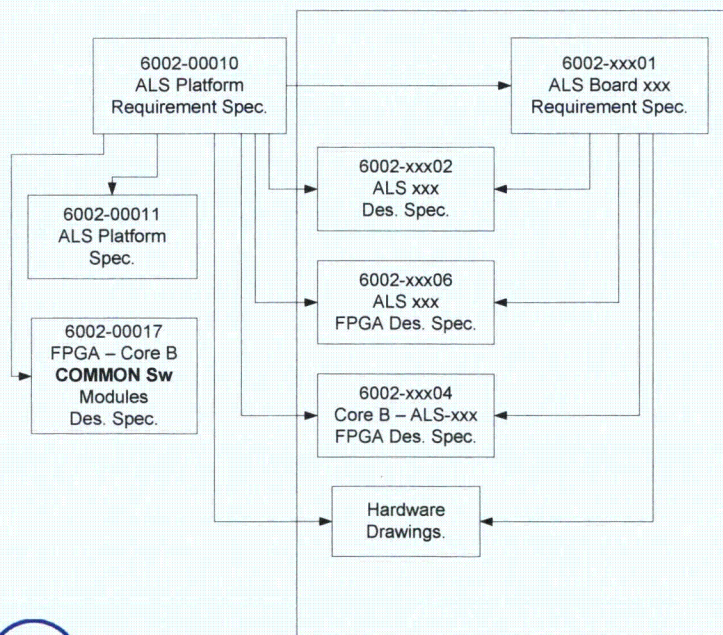 6002-00010
ALS Platform
Requirement Spec.
6002-xxx01
ALS Board xxx
Requirement Spec.
6002-xxx02
ALS xxx
Des. Spec.
6002-00011
ALS Platform
Spec.
6002-xxx06
ALS xxx
FPGA Des. Spec.
6002-00017
FPGA – Core B
COMMON Sw
Modules
Des. Spec.
6002-xxx04
Core B – ALS-xxx
FPGA Des. Spec.
Hardware
Drawings.